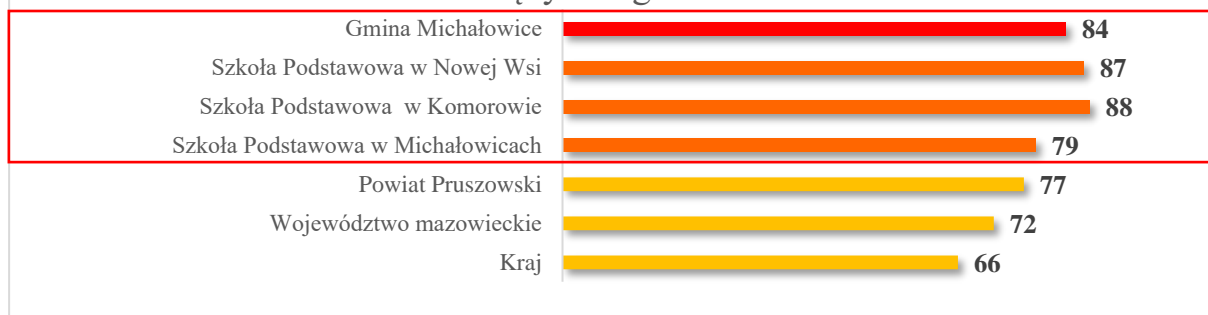 Gmina Michałowice 84
Szkoła Podstawowa w Nowej Wsi 87
Szkoła Podstawowa w Komorowie 88
Szkoła Podstawowa w Michałowicach 79
Powiat Pruszowski 77
Województwo mazowieckie 72
Kraj 66